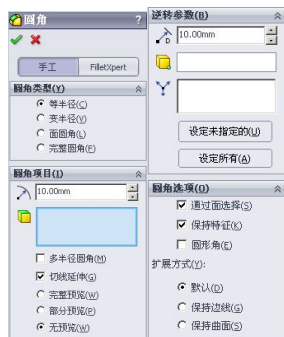 圆角 ?
手工 FilletXpert
圆角类型(Y)
等半径(C)
变半径(V)
面圆角(L)
完整圆角(F)
圆角项目(I)
10.00mm
多半径圆角(M)
切线延伸(G)
完整预览(W)
部分预览(P)
无预览(W)
逆转参数(B)
10.00mm
设定未指定的(U)
设定所有(A)
圆角选项(O)
通过面选择(S)
保持特征(K)
圆形角(E)
扩展方式(Y):
默认(D)
保持边线(G)
保持曲面(S)